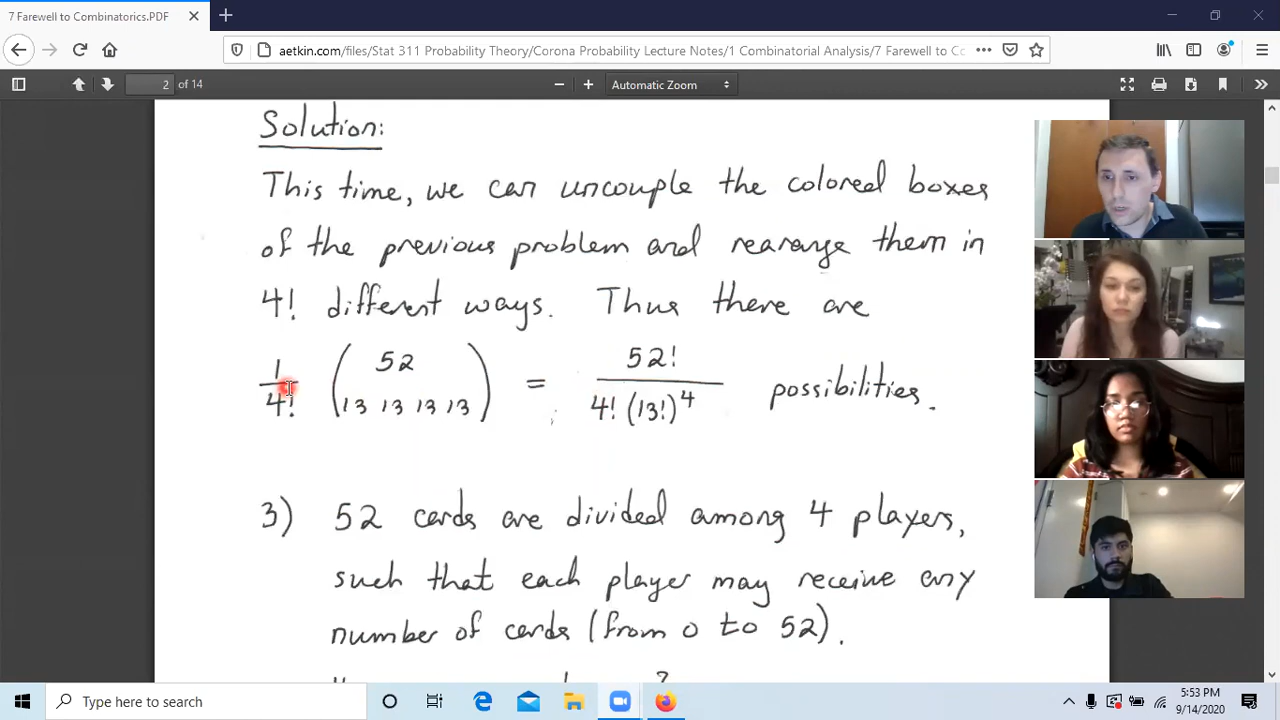 7 Farewell to Combinatorics.PDF
aetkin.com/files/Stat 311 Probability Theory/Corona Probability Lecture Notes/1 Combinatorial Analysis/7 Farewell to Co
2 of 14
Automatic Zoom
Solution:
This time, we can uncouple the colored boxes
of the previous problem and rearange them in
4! different ways. Thus there are
1/4! (52 13 13 13 13) = 52!/4! (13!)^4 possibilities.
3) 52 cards are divided among 4 players,
such that each player may receive any
number of cards (from 0 to 52).
Type here to search
5:53 PM
9/14/2020